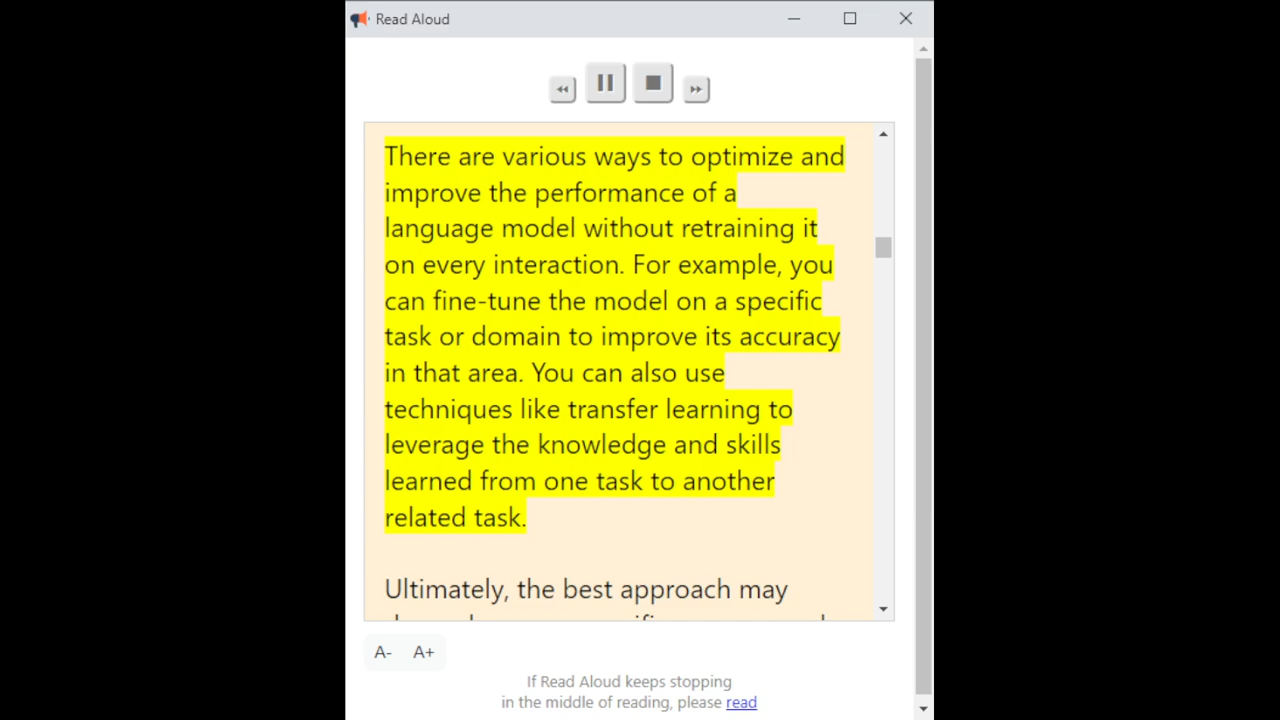 Read Aloud
There are various ways to optimize and
improve the performance of a
language model without retraining it
on every interaction. For example, you
can fine-tune the model on a specific
task or domain to improve its accuracy
in that area. You can also use
techniques like transfer learning to
leverage the knowledge and skills
learned from one task to another
related task.
Ultimately, the best approach may
A- A+
If Read Aloud keeps stopping
in the middle of reading, please read